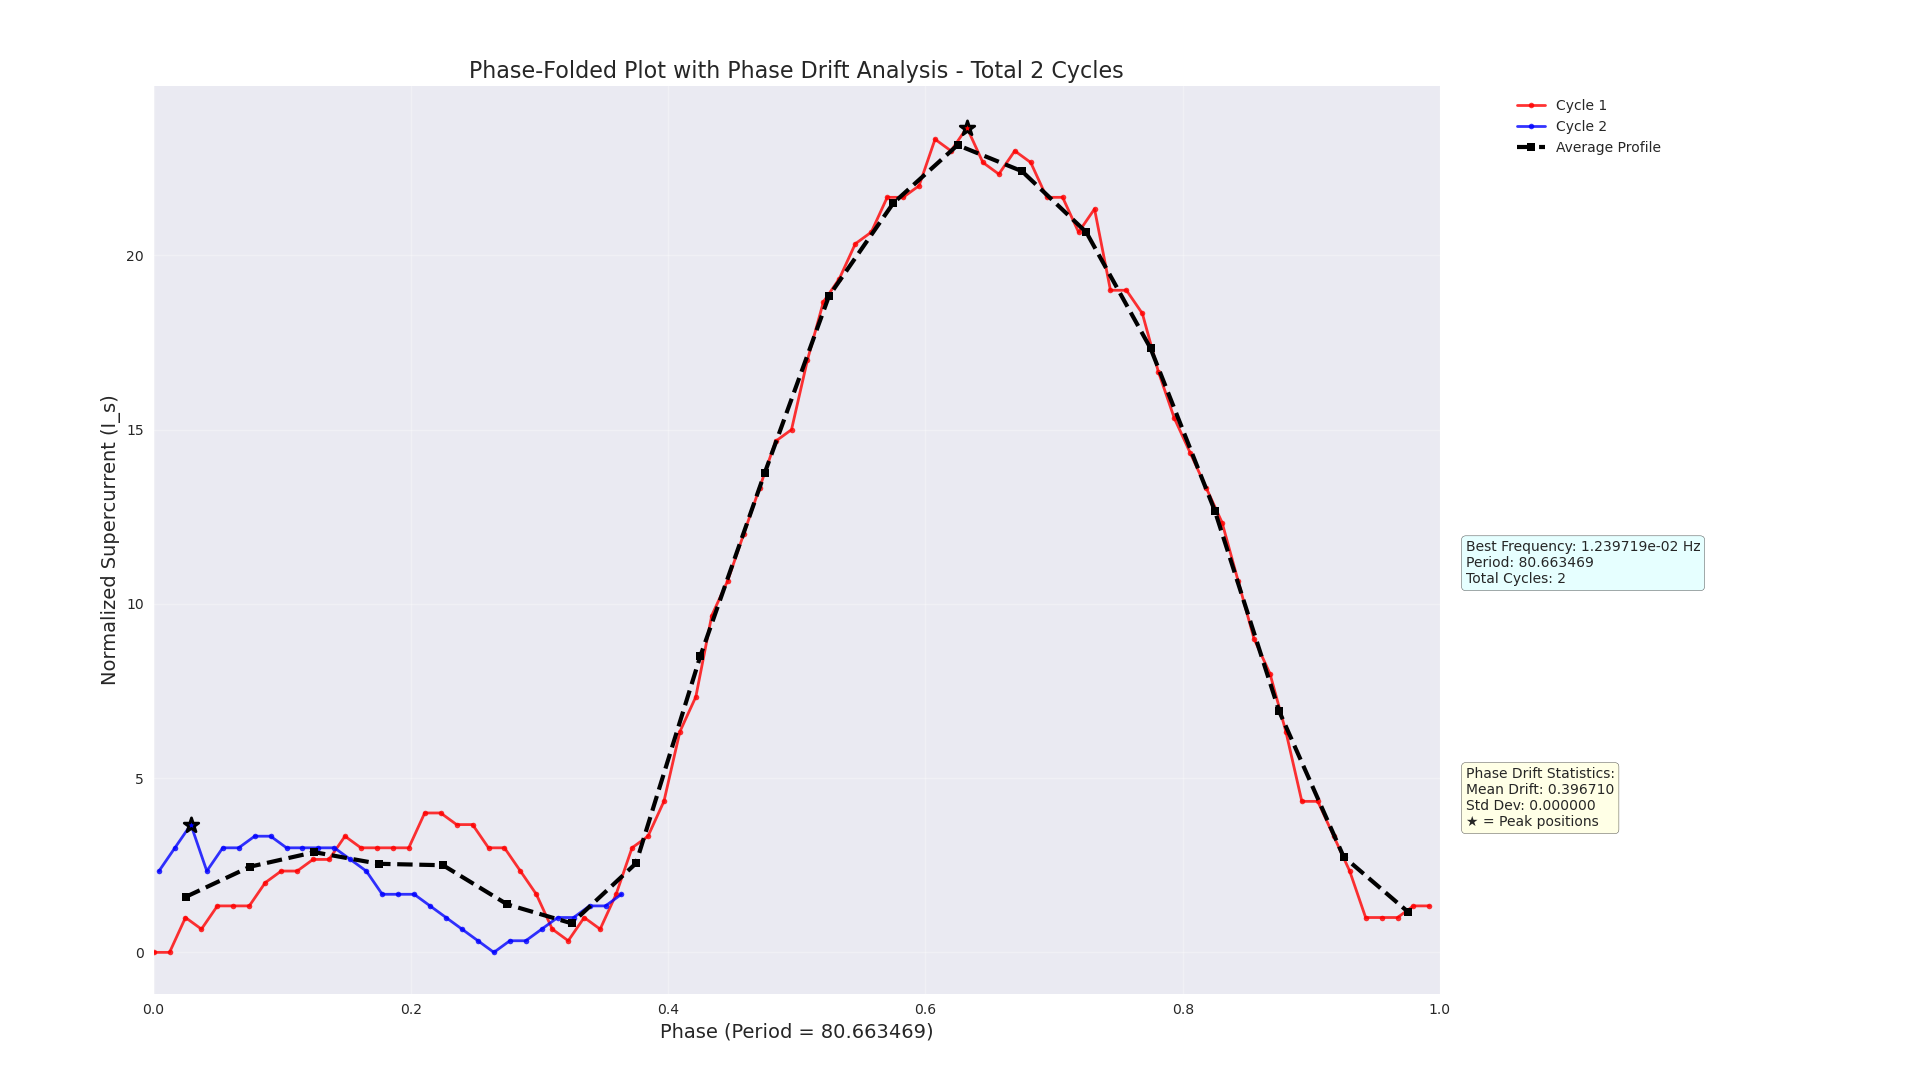 Phase-Folded Plot with Phase Drift Analysis - Total 2 Cycles
Cycle 1
Cycle 2
Average Profile
Normalized Supercurrent (I_s)
20
15
10
5
0
0.0
0.2
0.4
0.6
0.8
1.0
Phase (Period = 80.663469)
Best Frequency: 1.239719e-02 Hz
Period: 80.663469
Total Cycles: 2
Phase Drift Statistics:
Mean Drift: 0.396710
Std Dev: 0.000000
★ = Peak positions